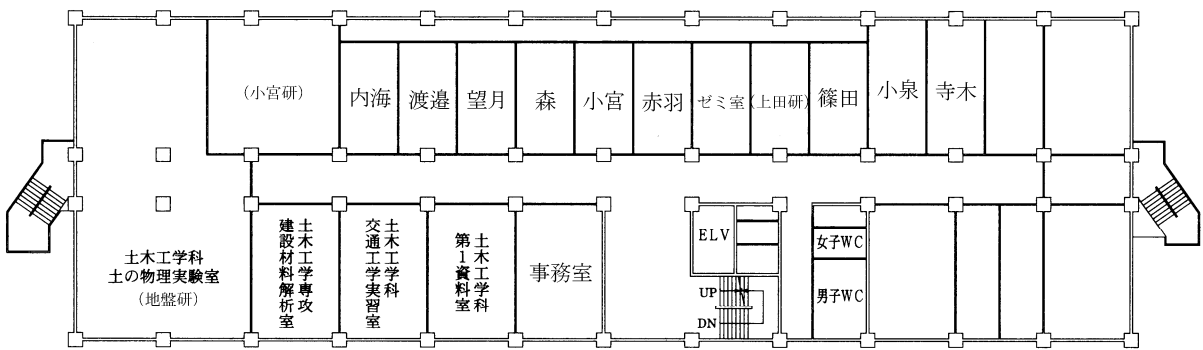 (小宮研)
内海
渡邉
望月
森
小宮
赤羽
ゼミ室
(上田研)
篠田
小泉
寺木
土木工学科
土の物理実験室
(地盤研)
土木工学専攻
建設材料解析室
土木工学科
交通工学実習室
土木工学科
第1資料室
事務室
ELV
UP
DN
女子WC
男子WC